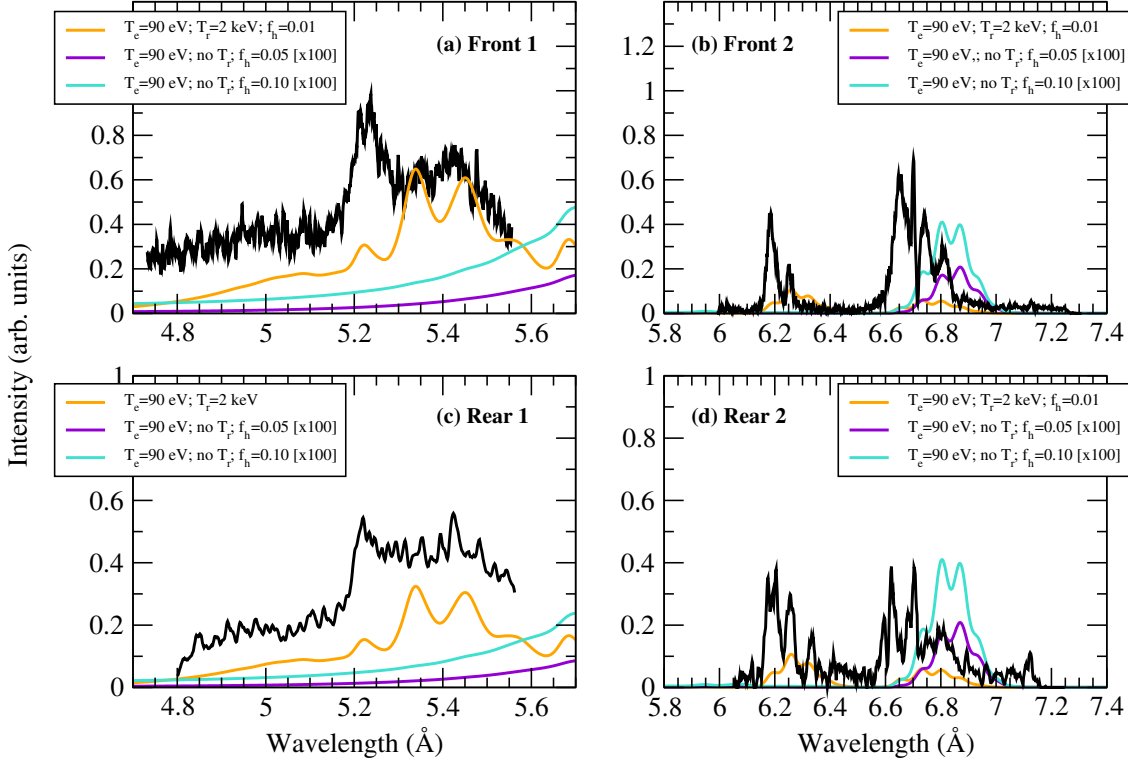 T_e=90 eV; T_r=2 keV; f_h=0.01
T_e=90 eV; no T_r; f_h=0.05 [x100]
T_e=90 eV; no T_r; f_h=0.10 [x100]
(a) Front 1
0 0.2 0.4 0.6 0.8
4.8 5 5.2 5.4 5.6
T_e=90 eV; T_r=2 keV; f_h=0.01
T_e=90 eV,; no T_r; f_h=0.05 [x100]
T_e=90 eV; no T_r; f_h=0.10 [x100]
(b) Front 2
0 0.2 0.4 0.6 0.8 1 1.2
5.8 6 6.2 6.4 6.6 6.8 7 7.2 7.4
Intensity (arb. units)
T_e=90 eV; T_r=2 keV
T_e=90 eV; no T_r; f_h=0.05 [x100]
T_e=90 eV; no T_r; f_h=0.10 [x100]
(c) Rear 1
0 0.2 0.4 0.6 0.8 1
4.8 5 5.2 5.4 5.6
Wavelength (Å)
T_e=90 eV; T_r=2 keV; f_h=0.01
T_e=90 eV; no T_r; f_h=0.05 [x100]
T_e=90 eV; no T_r; f_h=0.10 [x100]
(d) Rear 2
0 0.2 0.4 0.6 0.8 1
5.8 6 6.2 6.4 6.6 6.8 7 7.2 7.4
Wavelength (Å)